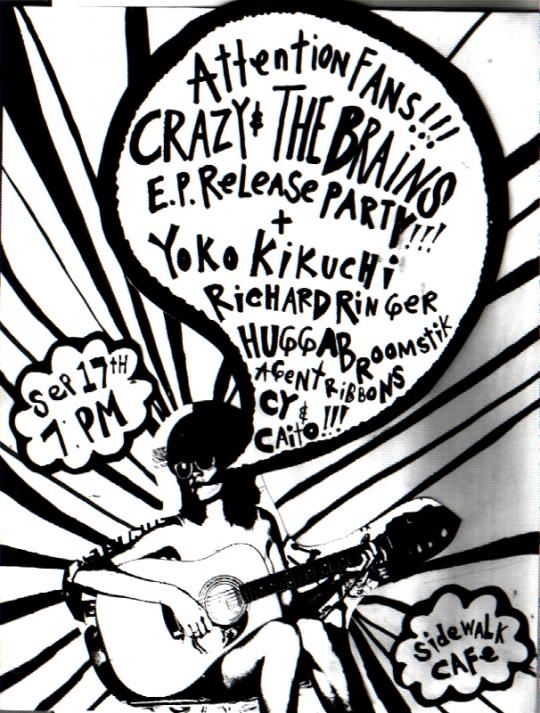 Attention FANS!!!
CRAZY & THE BRAiNS
E.P. ReLeASe PARTY!!!
+
YoKo KiKuCHi
RiCHARD RiNGeR
HUGGABROOMSTiK
AGENT RiBBONS
CY &
CAiTO!!!
Sep 17TH
7 PM
SideWALK
CAFe